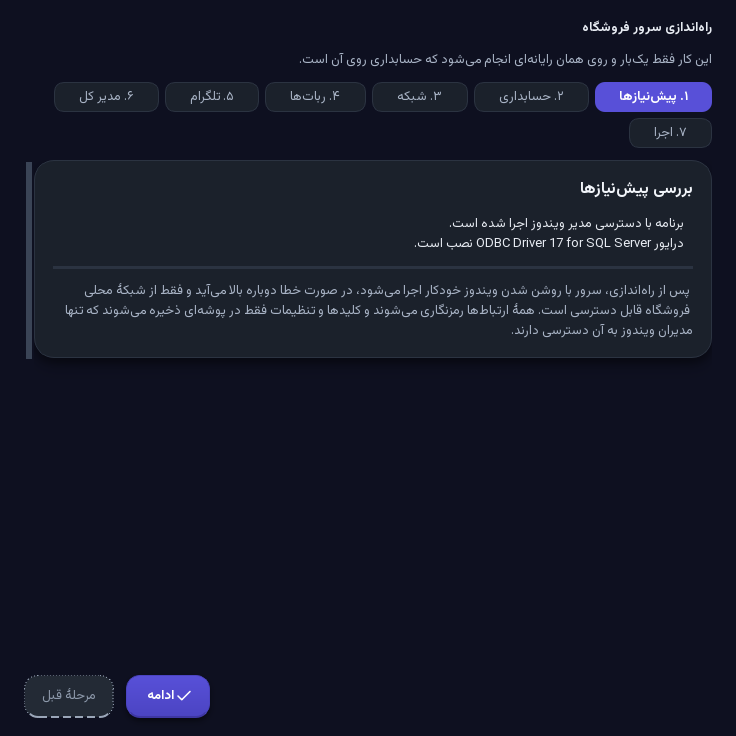 راه‌اندازی سرور فروشگاه
این کار فقط یک‌بار و روی همان رایانه‌ای انجام می‌شود که حسابداری روی آن است.
۱. پیش‌نیازها
۲. حسابداری
۳. شبکه
۴. ربات‌ها
۵. تلگرام
۶. مدیر کل
۷. اجرا
بررسی پیش‌نیازها
برنامه با دسترسی مدیر ویندوز اجرا شده است.
درایور ODBC Driver 17 for SQL Server نصب است.
پس از راه‌اندازی، سرور با روشن شدن ویندوز خودکار اجرا می‌شود، در صورت خطا دوباره بالا می‌آید و فقط از شبکهٔ محلی
فروشگاه قابل دسترسی است. همهٔ ارتباط‌ها رمزنگاری می‌شوند و کلیدها و تنظیمات فقط در پوشه‌ای ذخیره می‌شوند که تنها
مدیران ویندوز به آن دسترسی دارند.
ادامه
مرحلهٔ قبل